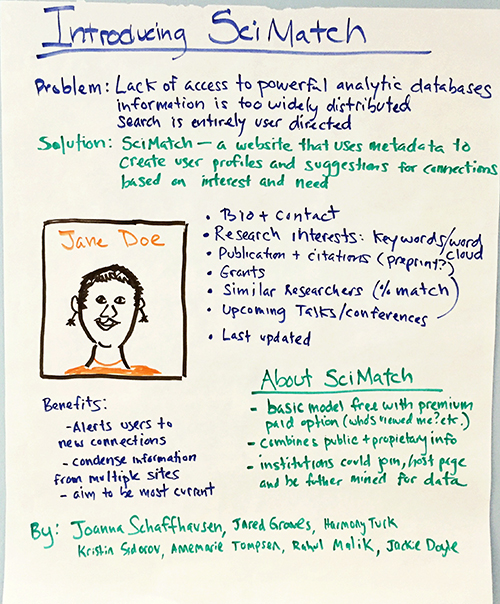 Introducing SciMatch
Problem: Lack of access to powerful analytic databases
information is too widely distributed
search is entirely user directed
Solution: SciMatch — a website that uses metadata to
create user profiles and suggestions for connections
based on interest and need
Jane Doe
• Bio + Contact
• Research interests: keywords/word
cloud
• Publication + citations (preprint?)
• Grants
• Similar Researchers (% match)
• Upcoming Talks/conferences
• Last updated
Benefits:
- Alerts users to
new connections
- condense information
from multiple sites
- aim to be most current
About SciMatch
- basic model free with premium
paid option (who's viewed me? etc.)
- combines public + propietary info
- institutions could join, host page
and be futher mined for data
By: Joanna Schaffhausen, Jared Groves, Harmony Turk
Kristin Sidorov, Annemarie Tompsen, Rahul Malik, Jackie Doyle